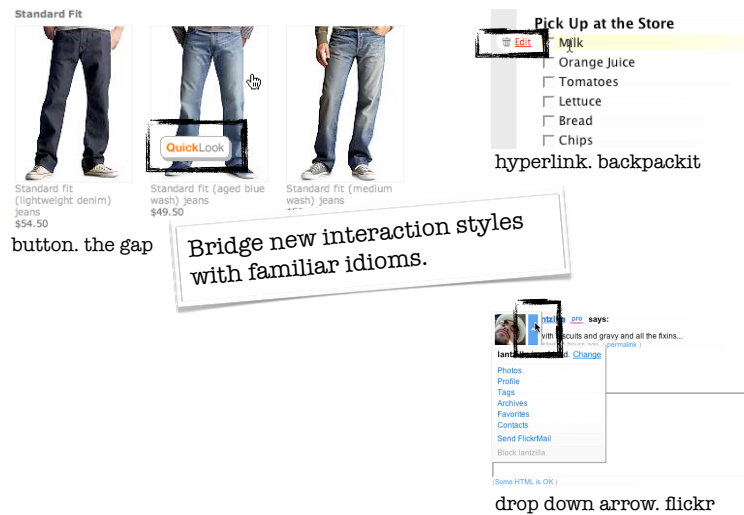 Standard Fit
QuickLook
Standard fit
(lightweight denim)
jeans
$54.50
Standard fit (aged blue
wash) jeans
$49.50
Standard fit (medium
wash) jeans
button. the gap
Pick Up at the Store
Edit
Milk
Orange Juice
Tomatoes
Lettuce
Bread
Chips
hyperlink. backpackit
Bridge new interaction styles
with familiar idioms.
pro says:
with biscuits and gravy and all the fixins...
permalink )
Change
Photos
Profile
Tags
Archives
Favorites
Contacts
Send FlickrMail
Block lantzilla
(Some HTML is OK.)
drop down arrow. flickr